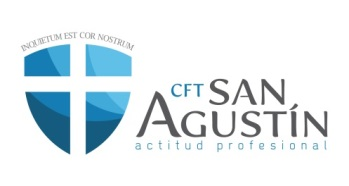 INQUIETUM EST COR NOSTRUM
CFT SAN
AGUSTÍN
actitud profesional